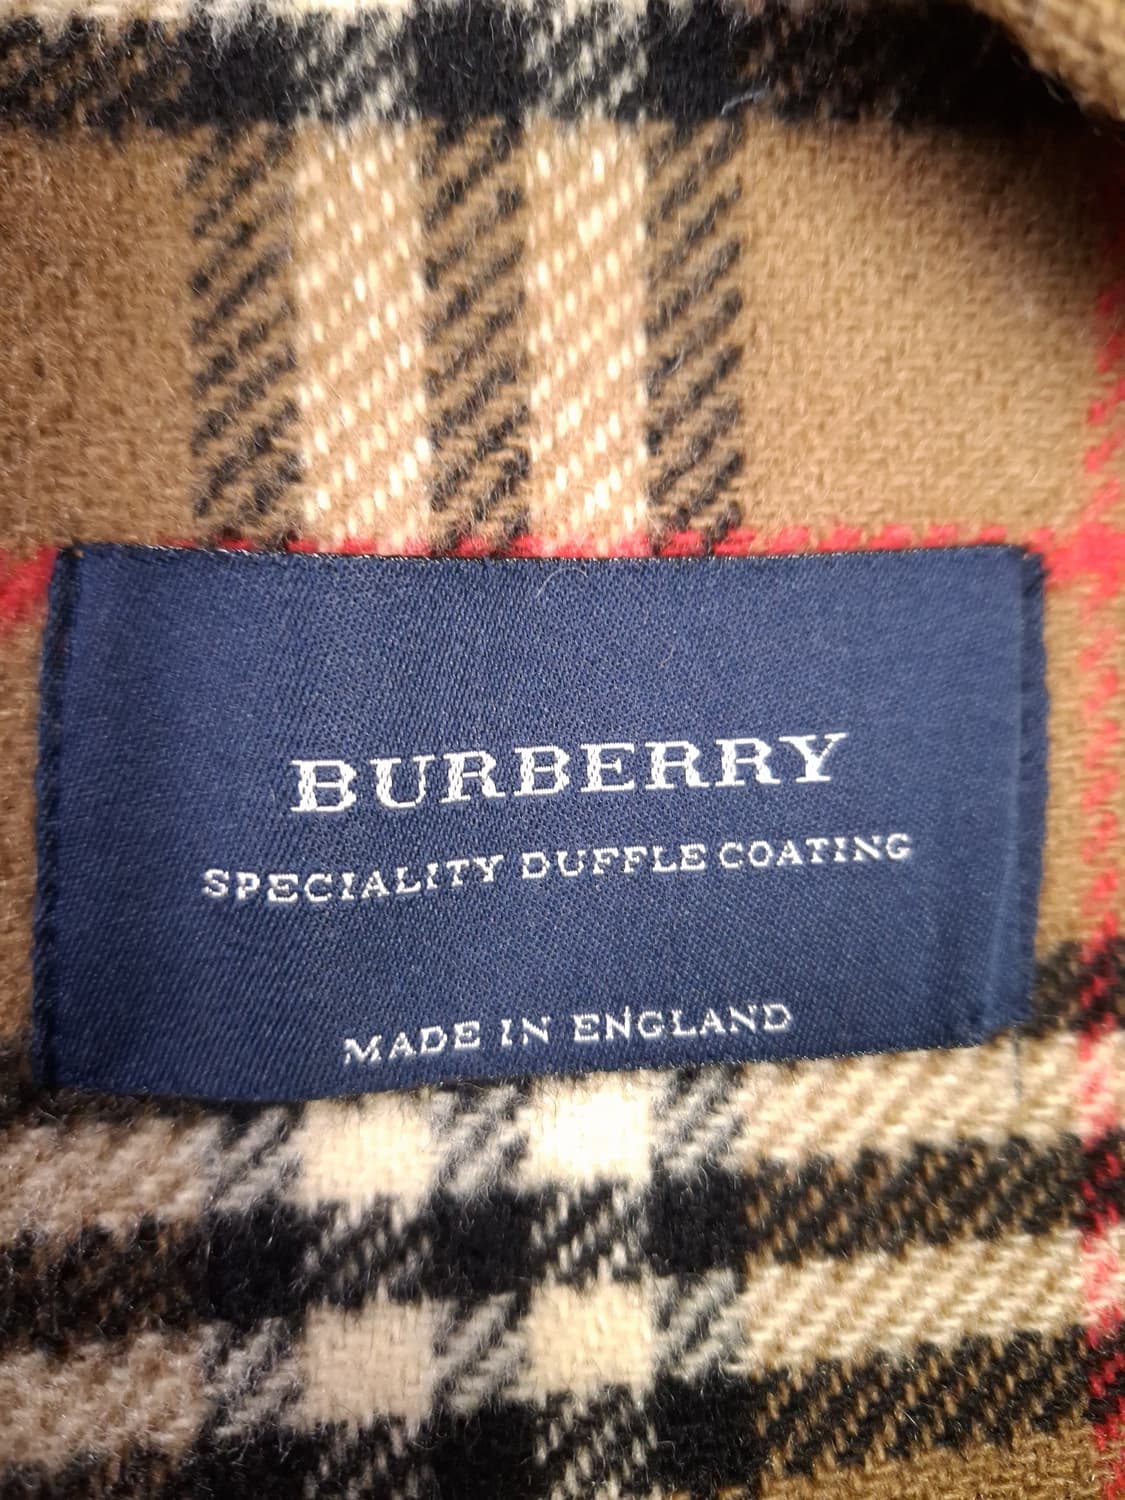 BURBERRY
SPECIALITY DUFFLE COATING
MADE IN ENGLAND